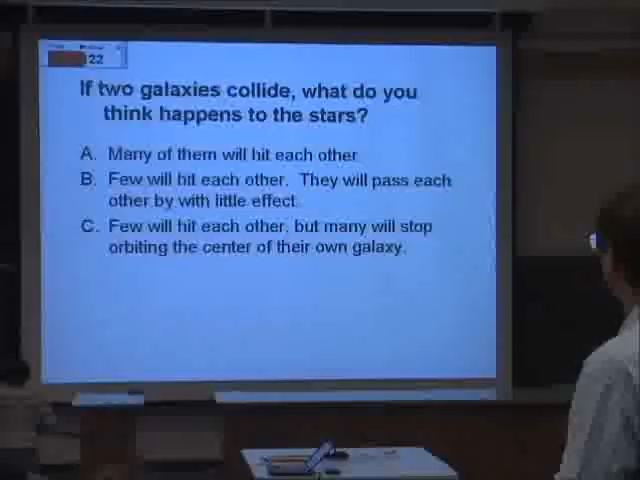 22
If two galaxies collide, what do you
think happens to the stars?
A. Many of them will hit each other.
B. Few will hit each other. They will pass each
other by with little effect.
C. Few will hit each other, but many will stop
orbiting the center of their own galaxy.